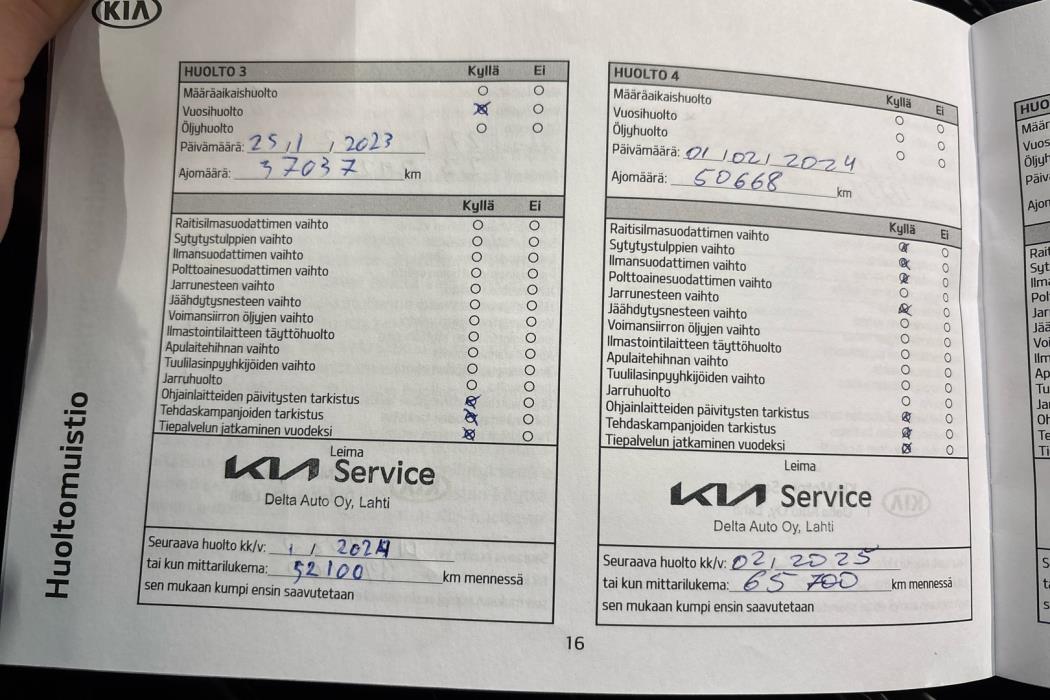 KIA
HUOLTO 3 Kyllä Ei
Määräaikaishuolto
Vuosihuolto
Öljyhuolto
Päivämäärä: 25 / 1 / 2023
Ajomäärä: 37037 km
Kyllä Ei
Raitisilmasuodattimen vaihto
Sytytystulppien vaihto
Ilmansuodattimen vaihto
Polttoainesuodattimen vaihto
Jarrunesteen vaihto
Jäähdytysnesteen vaihto
Voimansiirron öljyjen vaihto
Ilmastointilaitteen täyttöhuolto
Apulaitehihnan vaihto
Tuulilasinpyyhkijöiden vaihto
Jarruhuolto
Ohjainlaitteiden päivitysten tarkistus
Tehdaskampanjoiden tarkistus
Tiepalvelun jatkaminen vuodeksi
Leima
KIA Service
Delta Auto Oy, Lahti
Seuraava huolto kk/v: 1 / 2024
tai kun mittarilukema: 52100 km mennessä
sen mukaan kumpi ensin saavutetaan
HUOLTO 4 Kyllä Ei
Määräaikaishuolto
Vuosihuolto
Öljyhuolto
Päivämäärä: 01 / 02 / 2024
Ajomäärä: 50668 km
Kyllä Ei
Raitisilmasuodattimen vaihto
Sytytystulppien vaihto
Ilmansuodattimen vaihto
Polttoainesuodattimen vaihto
Jarrunesteen vaihto
Jäähdytysnesteen vaihto
Voimansiirron öljyjen vaihto
Ilmastointilaitteen täyttöhuolto
Apulaitehihnan vaihto
Tuulilasinpyyhkijöiden vaihto
Jarruhuolto
Ohjainlaitteiden päivitysten tarkistus
Tehdaskampanjoiden tarkistus
Tiepalvelun jatkaminen vuodeksi
Leima
KIA Service
Delta Auto Oy, Lahti
Seuraava huolto kk/v: 02 / 2025
tai kun mittarilukema: 65 700 km mennessä
sen mukaan kumpi ensin saavutetaan
Huoltomuistio
16